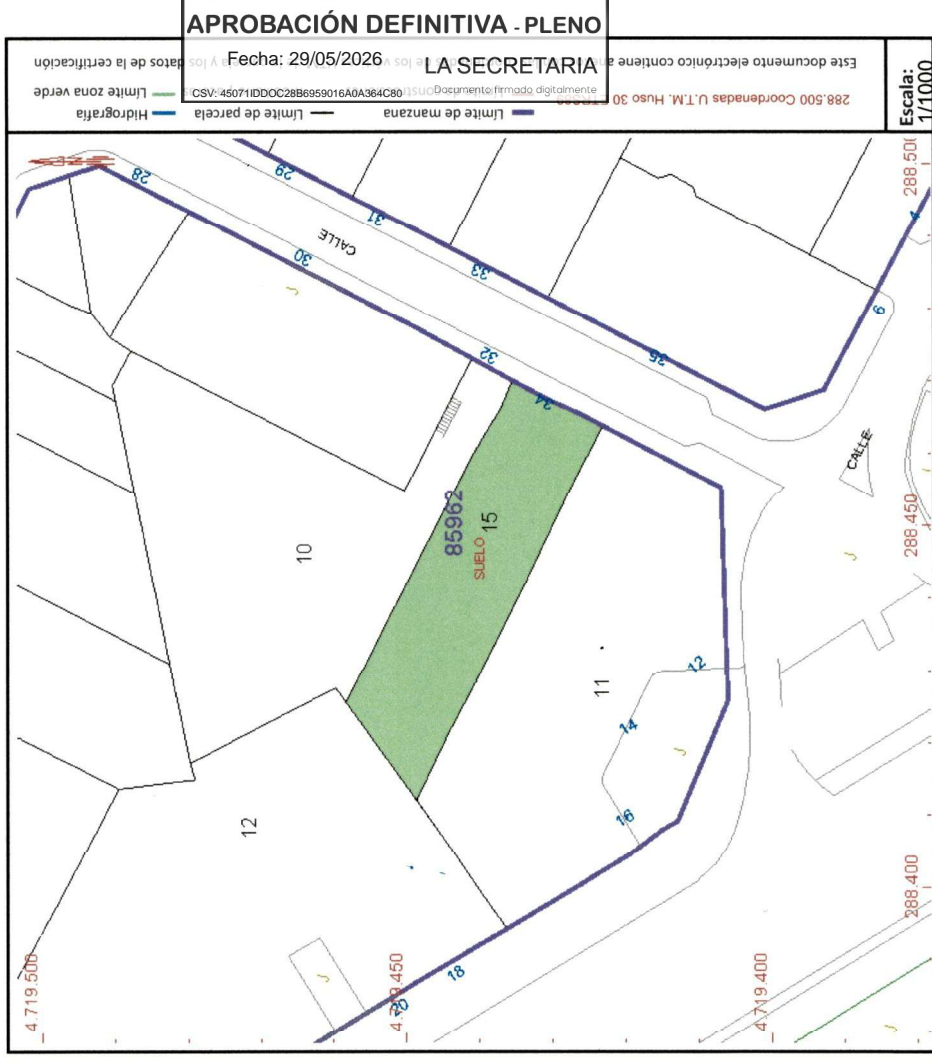 APROBACIÓN DEFINITIVA - PLENO
Fecha: 29/05/2026
LA SECRETARIA
CSV: 45071IDDOC28B6959016A0A364C80
Documento firmado digitalmente
Este documento electrónico contiene
y los datos de la certificación
288.500 Coordenadas U.T.M. Huso 30
Límite de manzana
Límite de parcela
Límite zona verde
Hidrografía
Escala:
1/1000
28
29
30
31
CALLE
33
32
35
34
4
9
CALLE
85962
SUELO
15
10
11
12
12
14
16
18
20
J
J
J
J
J
J
4.719.500
4.719.450
4.719.400
288.500
288.450
288.400